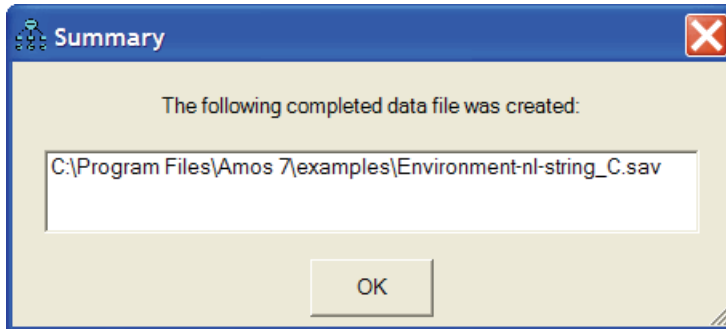 Summary
The following completed data file was created:
C:\Program Files\Amos 7\examples\Environment-nl-string_C.sav
OK